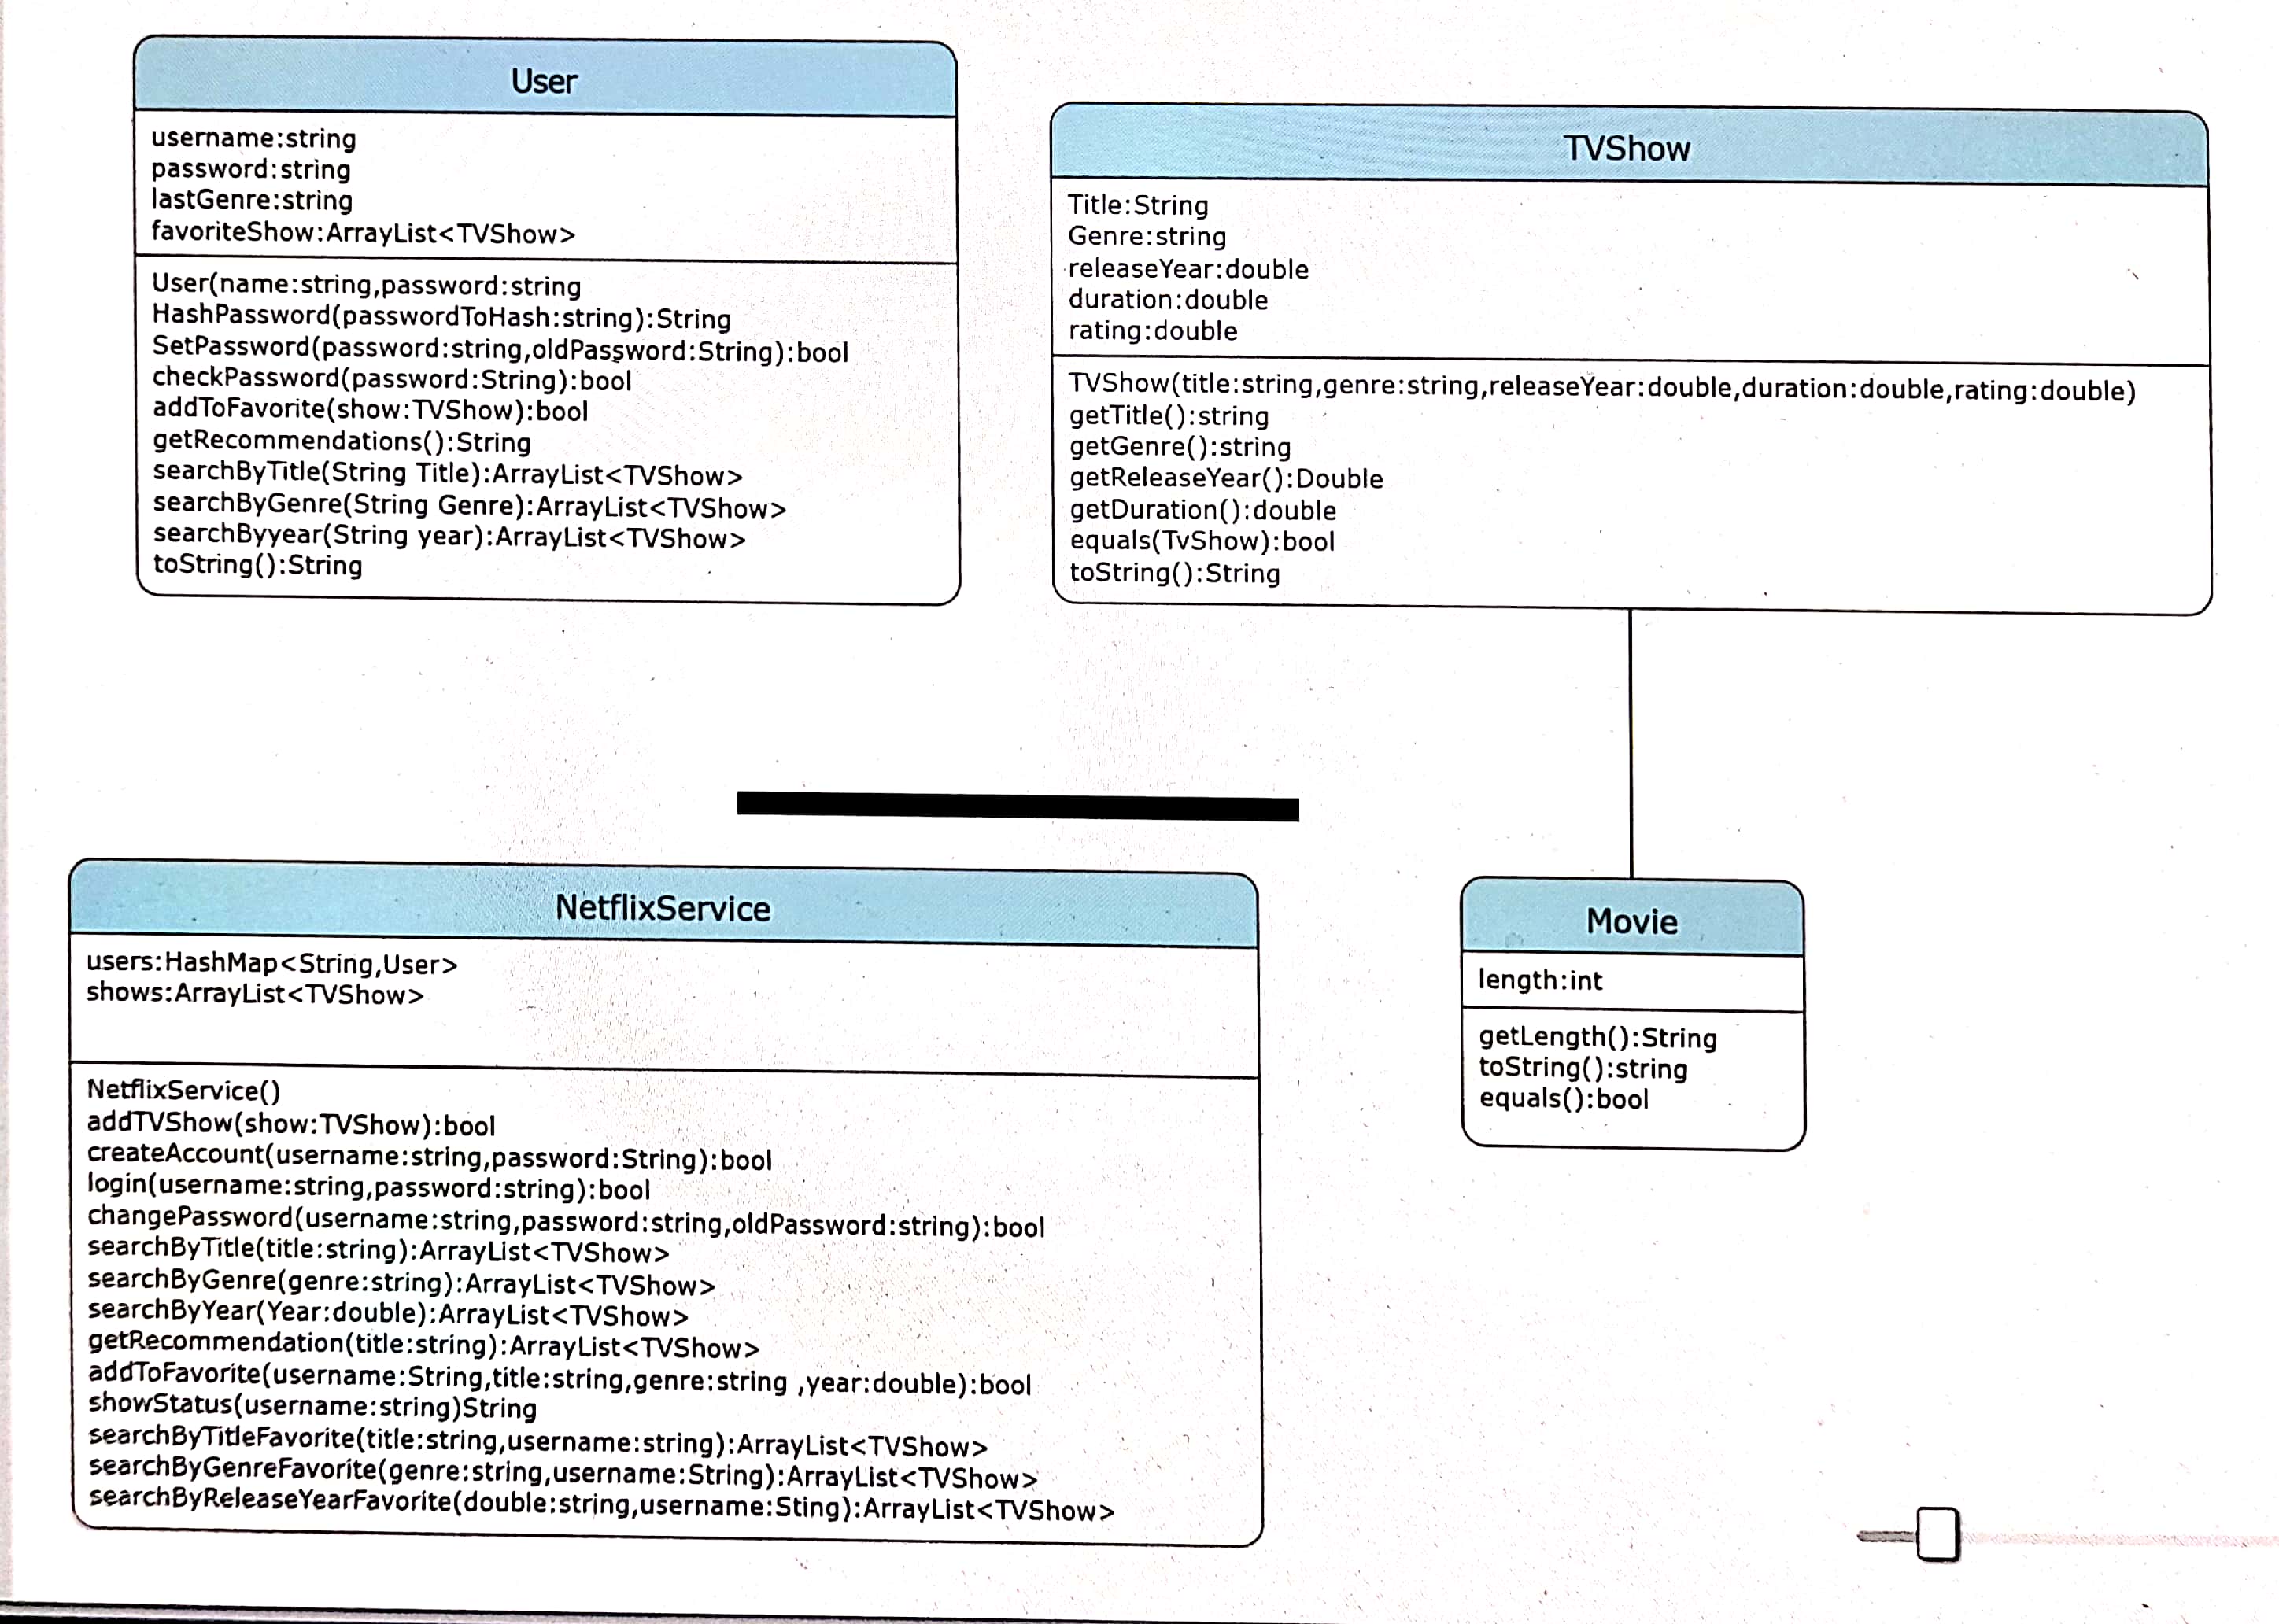 User
username:string
password:string
lastGenre:string
favoriteShow:ArrayList<TVShow>
User(name:string,password:string
HashPassword(passwordToHash:string):String
SetPassword(password:string,oldPassword:String):bool
checkPassword(password:String):bool
addToFavorite(show:TVShow):bool
getRecommendations():String
searchByTitle(String Title):ArrayList<TVShow>
searchByGenre(String Genre):ArrayList<TVShow>
searchByyear(String year):ArrayList<TVShow>
toString():String
TVShow
Title:String
Genre:string
releaseYear:double
duration:double
rating:double
TVShow(title:string,genre:string,releaseYear:double,duration:double,rating:double)
getTitle():string
getGenre():string
getReleaseYear():Double
getDuration():double
equals(TvShow):bool
toString():String
NetflixService
users:HashMap<String,User>
shows:ArrayList<TVShow>
NetflixService()
addTVShow(show:TVShow):bool
createAccount(username:string,password:String):bool
login(username:string,password:string):bool
changePassword(username:string,password:string,oldPassword:string):bool
searchByTitle(title:string):ArrayList<TVShow>
searchByGenre(genre:string):ArrayList<TVShow>
searchByYear(Year:double):ArrayList<TVShow>
getRecommendation(title:string):ArrayList<TVShow>
addToFavorite(username:String,title:string,genre:string ,year:double):bool
showStatus(username:string)String
searchByTitleFavorite(title:string,username:string):ArrayList<TVShow>
searchByGenreFavorite(genre:string,username:String):ArrayList<TVShow>
searchByReleaseYearFavorite(double:string,username:Sting):ArrayList<TVShow>
Movie
length:int
getLength():String
toString():string
equals():bool